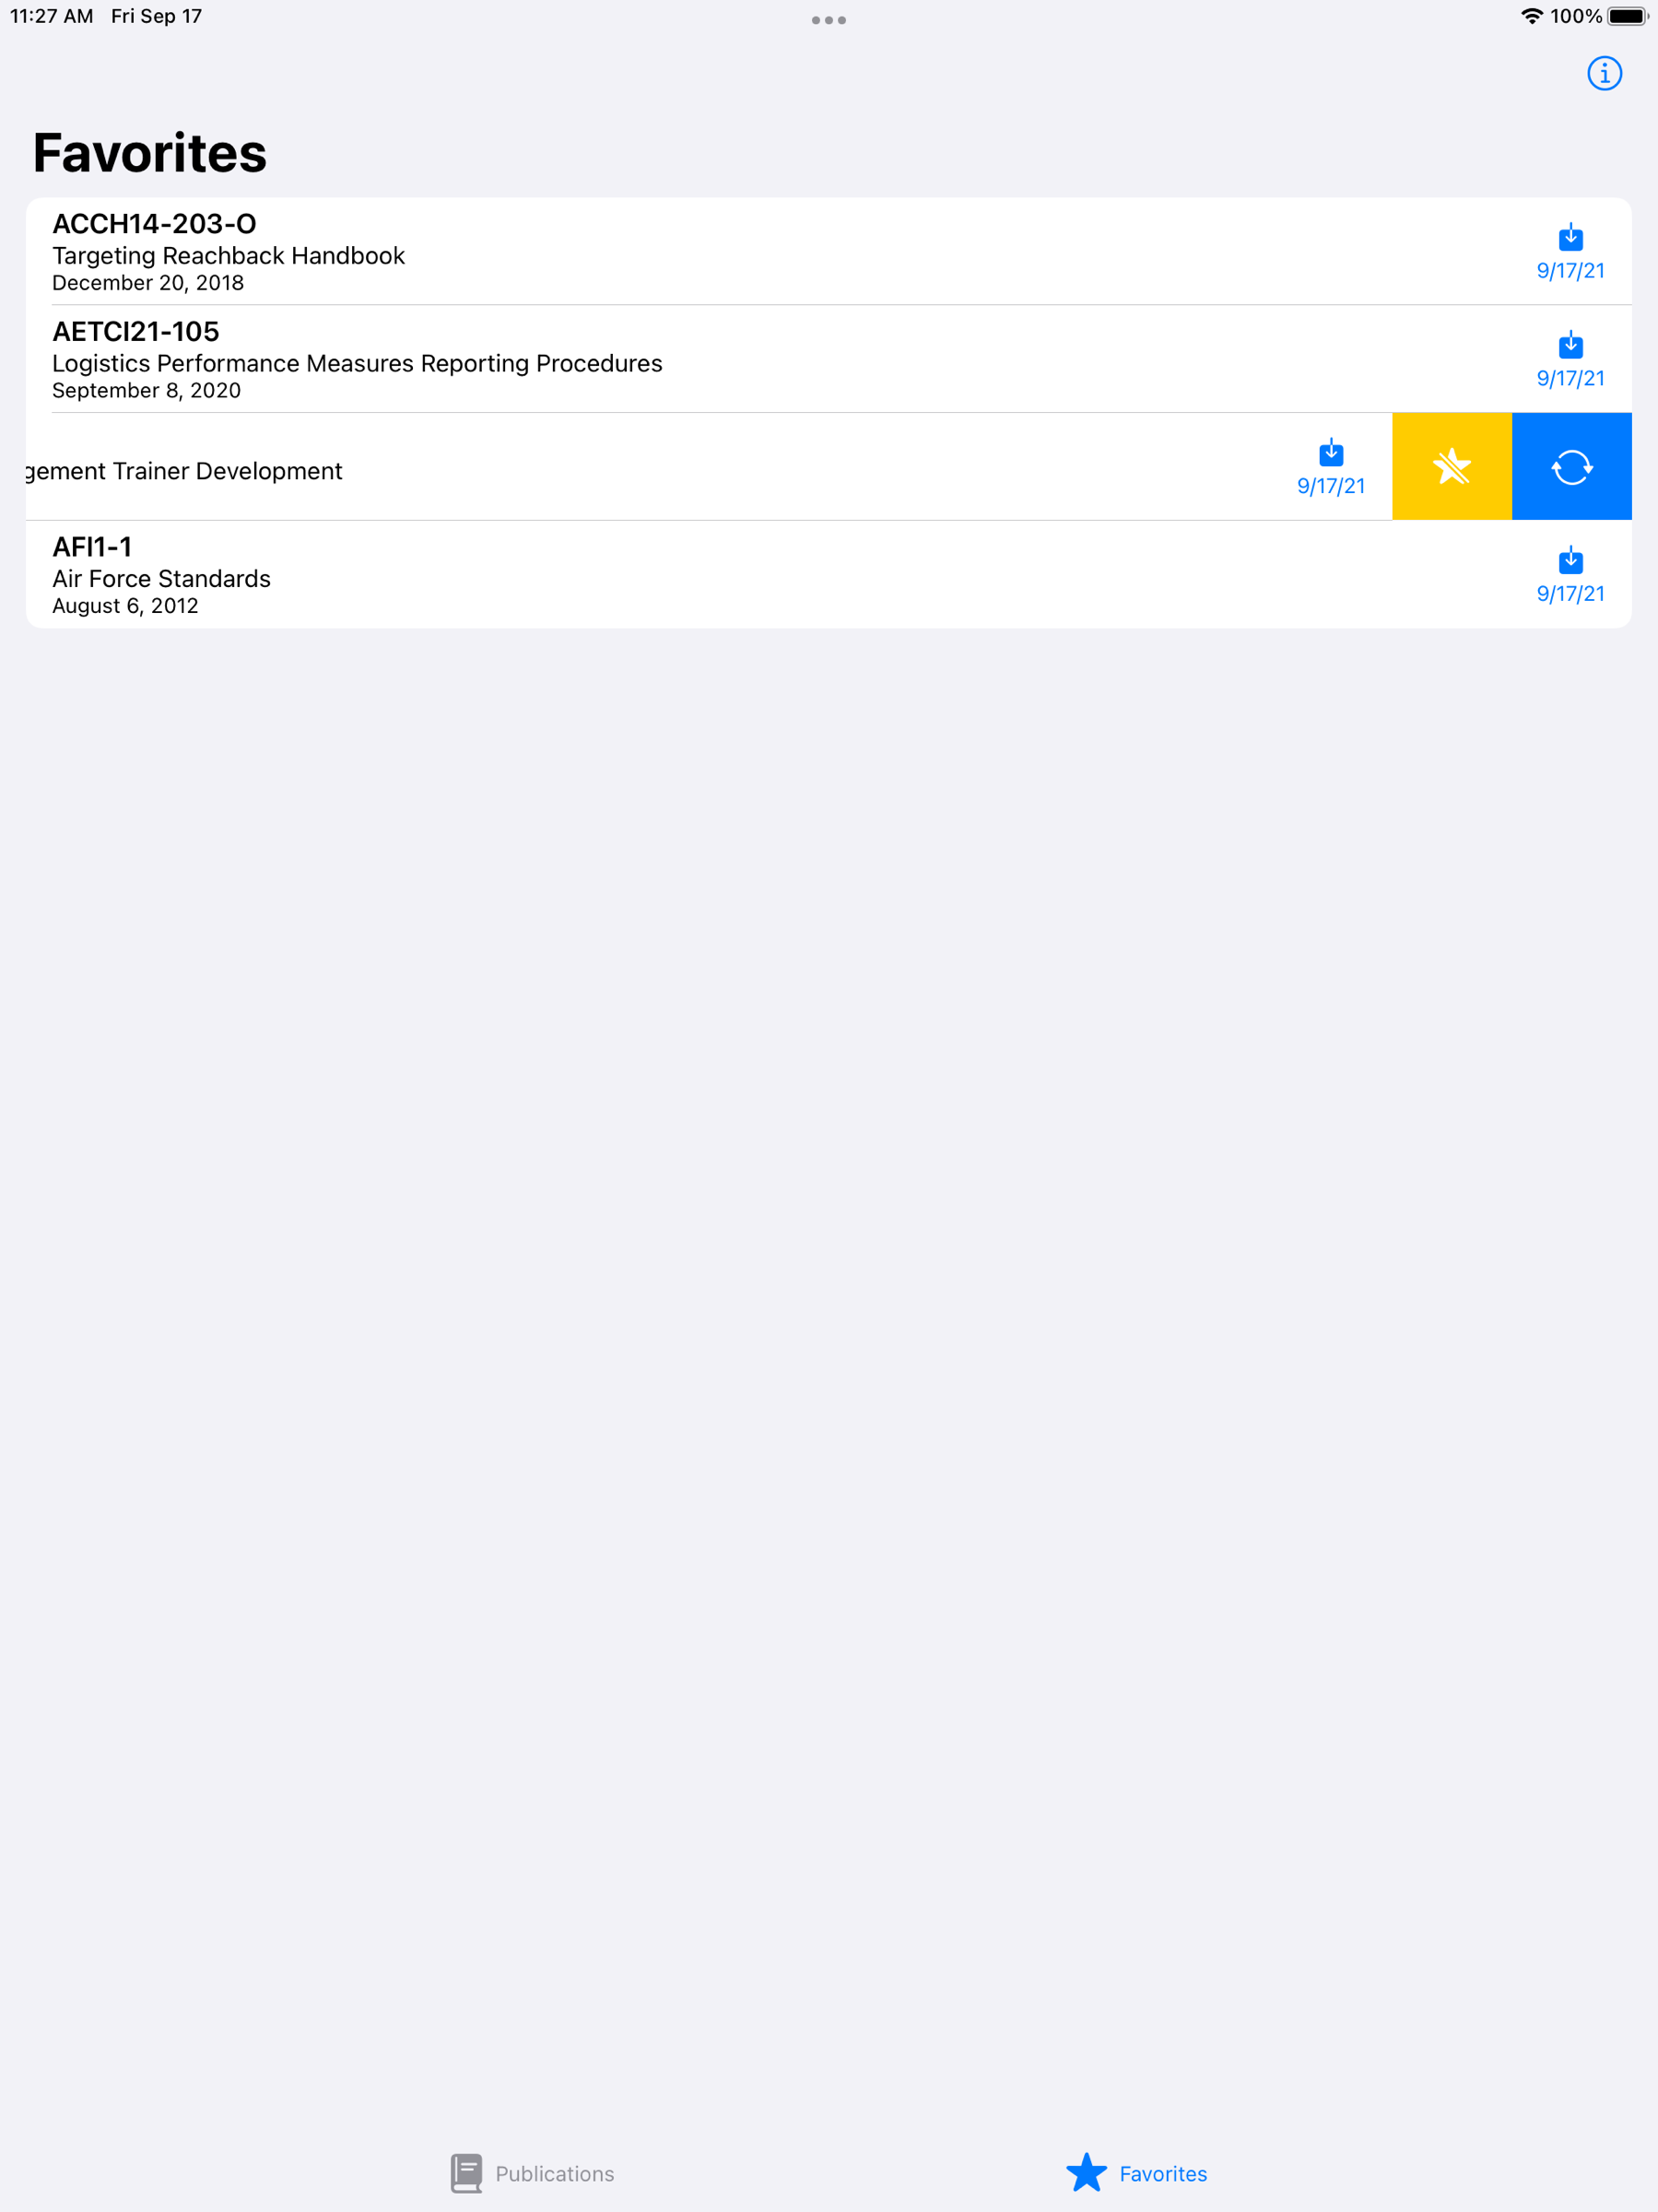 11:27 AM Fri Sep 17
100%
Favorites
ACCH14-203-O
Targeting Reachback Handbook
December 20, 2018
9/17/21
AETCI21-105
Logistics Performance Measures Reporting Procedures
September 8, 2020
9/17/21
gement Trainer Development
9/17/21
AFI1-1
Air Force Standards
August 6, 2012
9/17/21
Publications
Favorites